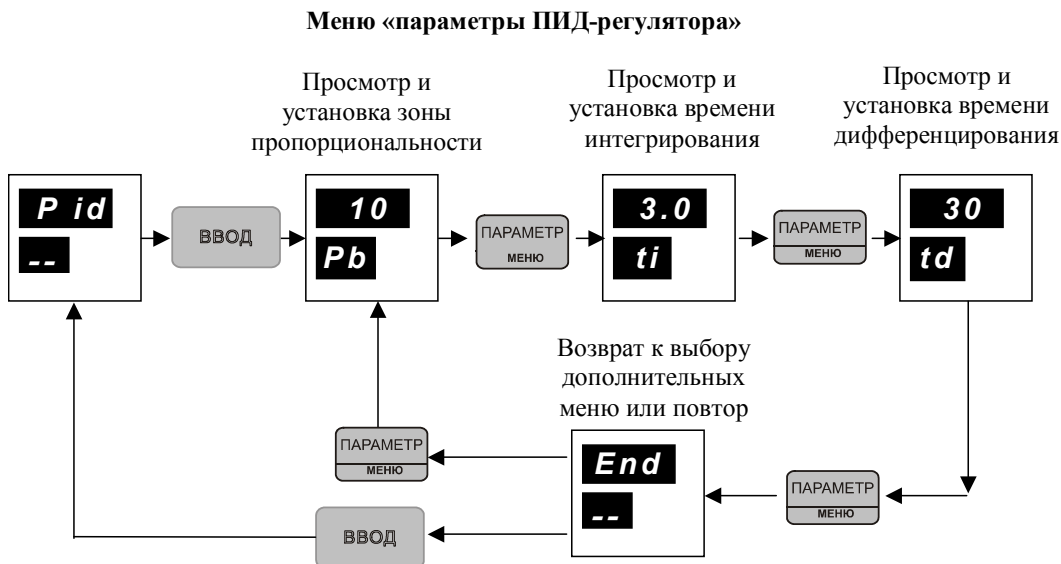 Меню «параметры ПИД-регулятора»
Просмотр и
установка зоны
пропорциональности
Просмотр и
установка времени
интегрирования
Просмотр и
установка времени
дифференцирования
P id
--
ВВОД
10
Pb
ПАРАМЕТР
МЕНЮ
3.0
ti
ПАРАМЕТР
МЕНЮ
30
td
Возврат к выбору
дополнительных
меню или повтор
ПАРАМЕТР
МЕНЮ
End
--
ПАРАМЕТР
МЕНЮ
ВВОД